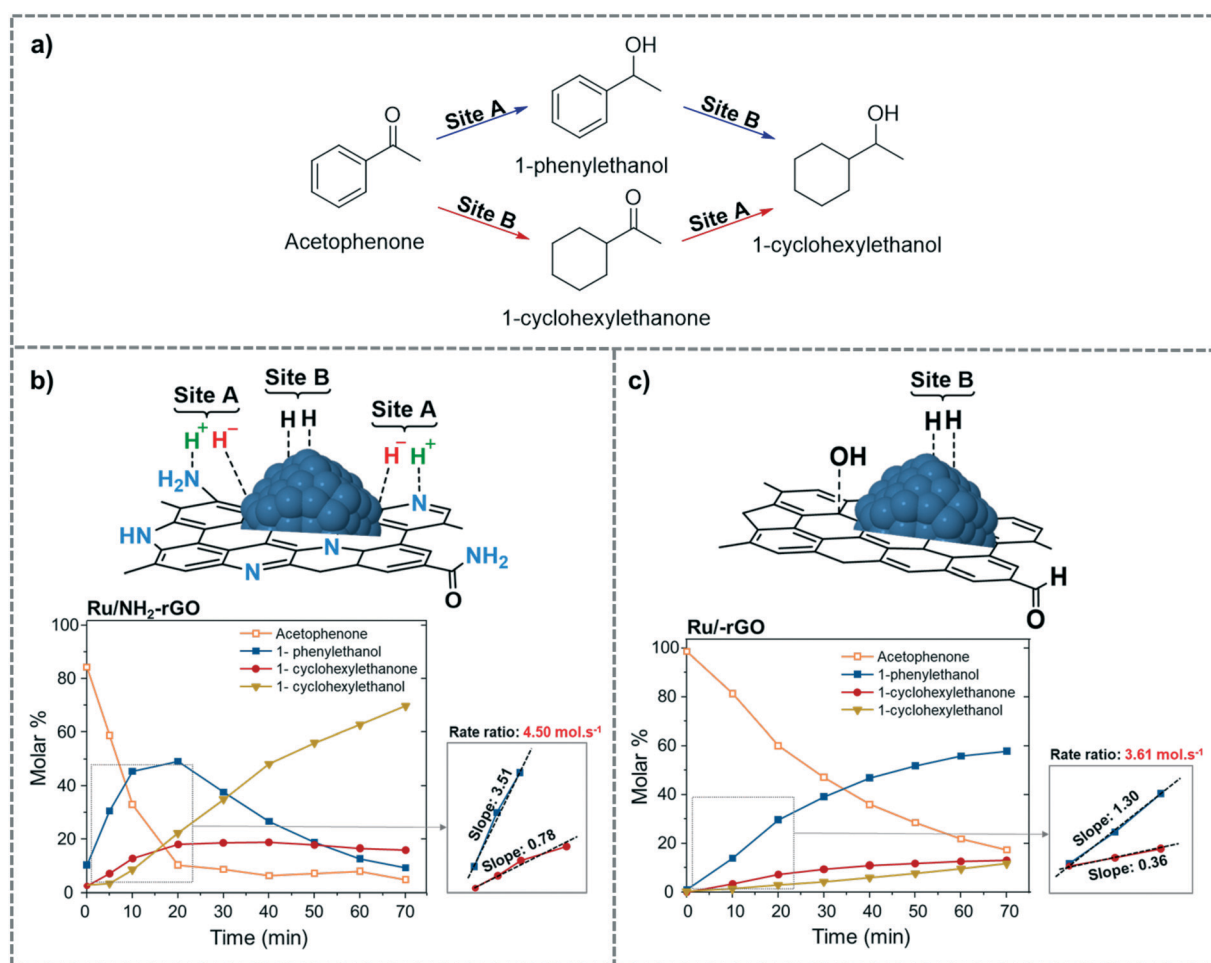 a)
O
Acetophenone
Site A
OH
1-phenylethanol
Site B
Site B
O
1-cyclohexylethanone
Site A
OH
1-cyclohexylethanol
b)
Site B
Site A
Site A
H H
H+ H−
H− H+
H2N
N
HN
N
N
NH2
O
Ru/NH2-rGO
Acetophenone
1- phenylethanol
1- cyclohexylethanone
1- cyclohexylethanol
100
80
60
40
20
0
Molar %
0 10 20 30 40 50 60 70
Time (min)
Rate ratio: 4.50 mol.s-1
Slope: 3.51
Slope: 0.78
c)
Site B
H H
OH
H
O
Ru/-rGO
Acetophenone
1-phenylethanol
1-cyclohexylethanone
1-cyclohexylethanol
100
80
60
40
20
0
Molar %
0 10 20 30 40 50 60 70
Time (min)
Rate ratio: 3.61 mol.s-1
Slope: 1.30
Slope: 0.36